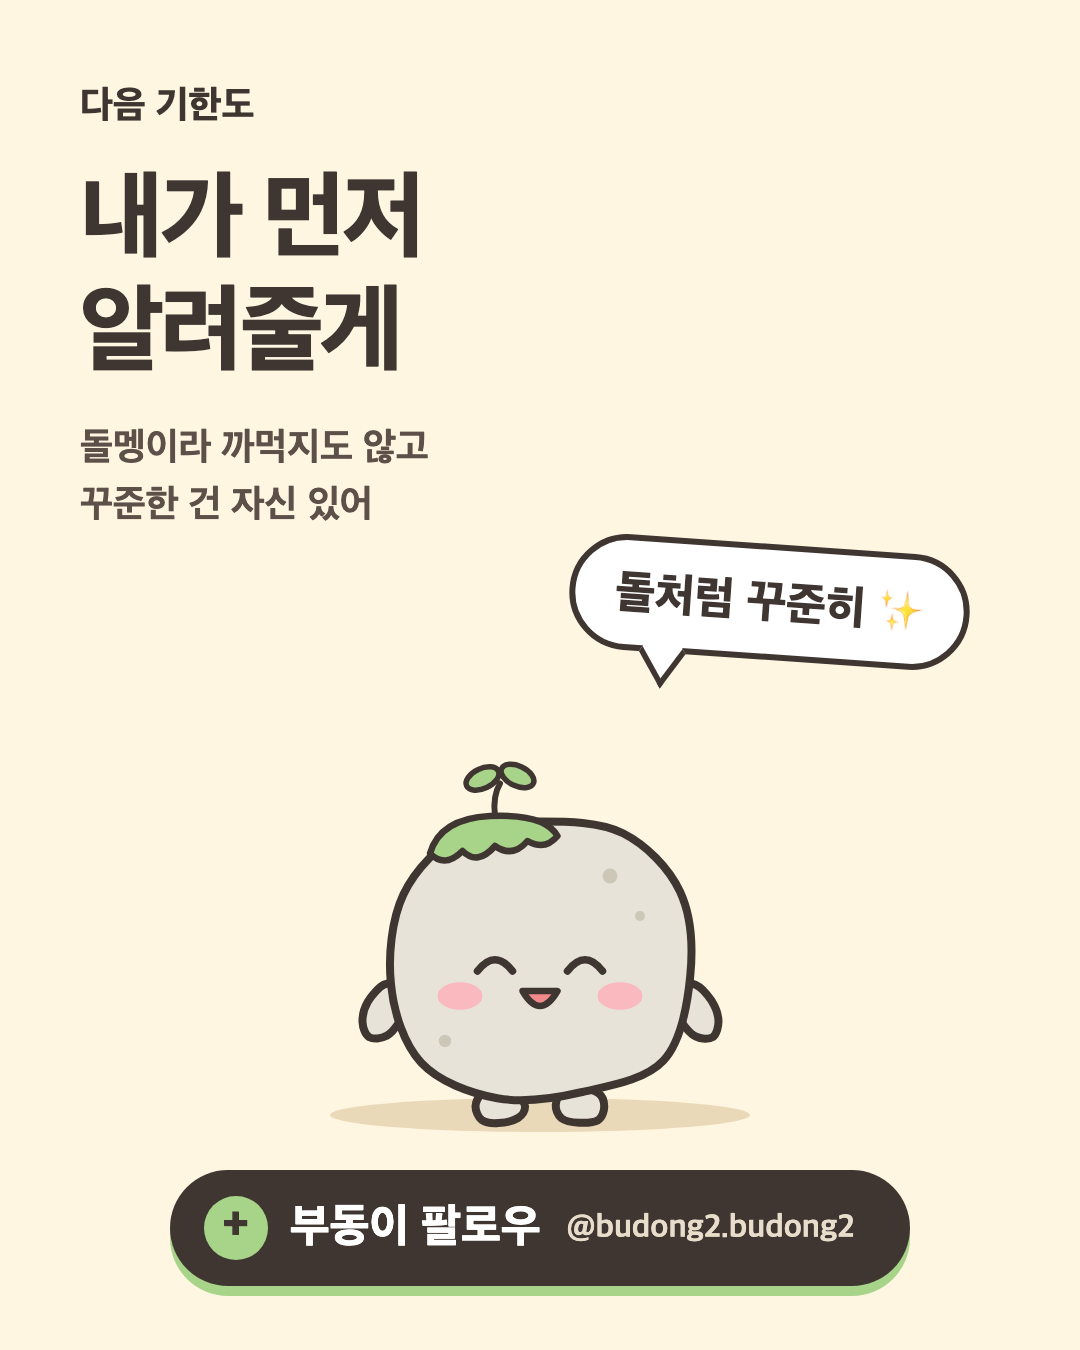 다음 기한도
내가 먼저
알려줄게
돌멩이라 까먹지도 않고
꾸준한 건 자신 있어
돌처럼 꾸준히 ✨
+ 부동이 팔로우 @budong2.budong2